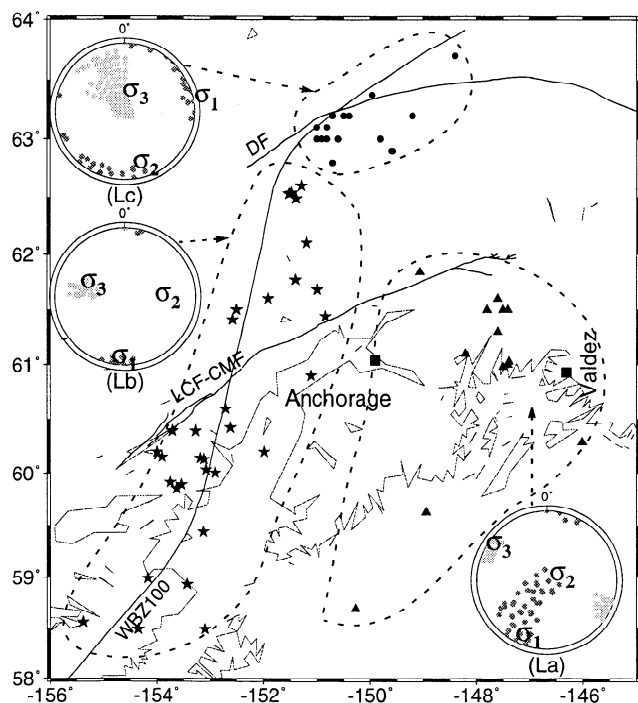 64°
63°
62°
61°
60°
59°
58°
-156
-154
-152
-150
-148
-146
0°
σ3
σ1
σ2
(Lc)
0°
σ3
σ2
σ1
(Lb)
0°
σ3
σ2
σ1
(La)
DF
LCF-CMF
WBZ100
Anchorage
Valdez